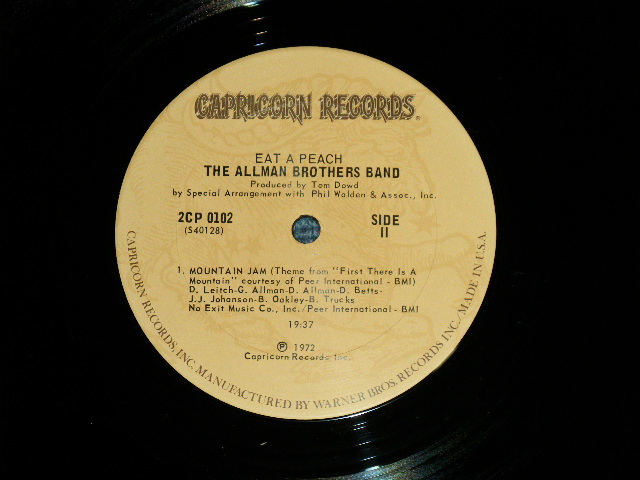 CAPRICORN RECORDS.
EAT A PEACH
THE ALLMAN BROTHERS BAND
Produced by Tom Dowd
by Special Arrangement with Phil Walden & Assoc., Inc.
2CP 0102
(S40128)
SIDE
II
1. MOUNTAIN JAM (Theme from "First There Is A
Mountain" courtesy of Peer International - BMI)
D. Leitch-G. Allman-D. Allman-D. Betts-
J.J. Johanson-B. Oakley-B. Trucks
No Exit Music Co., Inc./Peer International - BMI
19:37
℗ 1972
Capricorn Records, Inc.
CAPRICORN RECORDS, INC. MANUFACTURED BY WARNER BROS. RECORDS INC./MADE IN U.S.A.